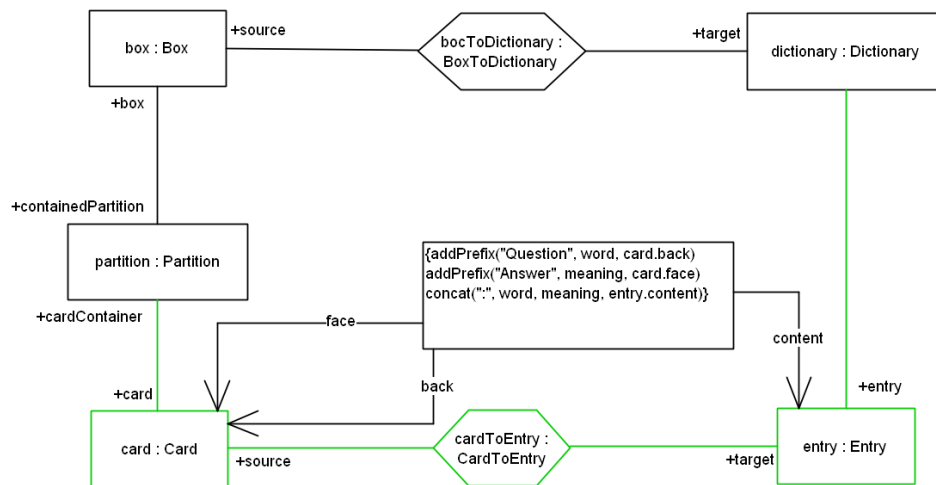 +source
box : Box
bocToDictionary :
BoxToDictionary
+target
dictionary : Dictionary
+box
+containedPartition
partition : Partition
{addPrefix("Question", word, card.back)
addPrefix("Answer", meaning, card.face)
concat(":", word, meaning, entry.content)}
+cardContainer
face
content
back
+card
+entry
card : Card
cardToEntry :
CardToEntry
entry : Entry
+source
+target